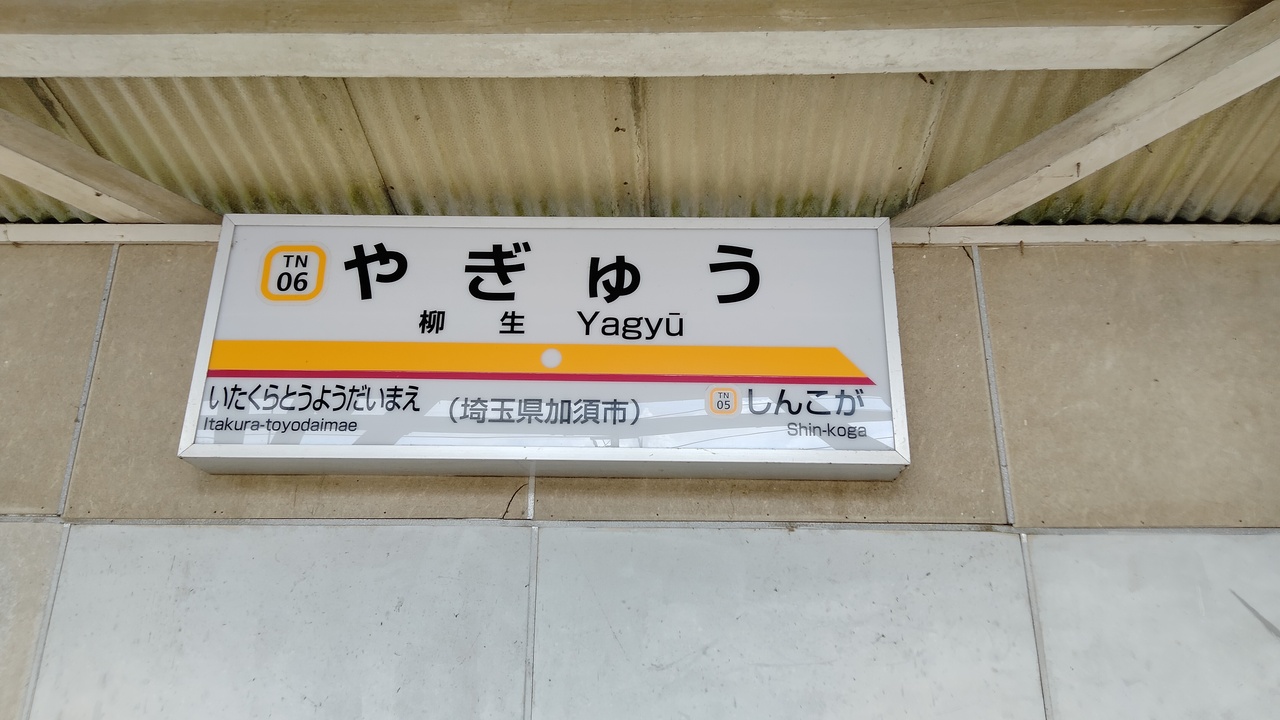 TN
06
やぎゅう
柳生 Yagyū
いたくらとうようだいまえ
Itakura-toyodaimae
(埼玉県加須市)
TN
05
しんこが
Shin-koga